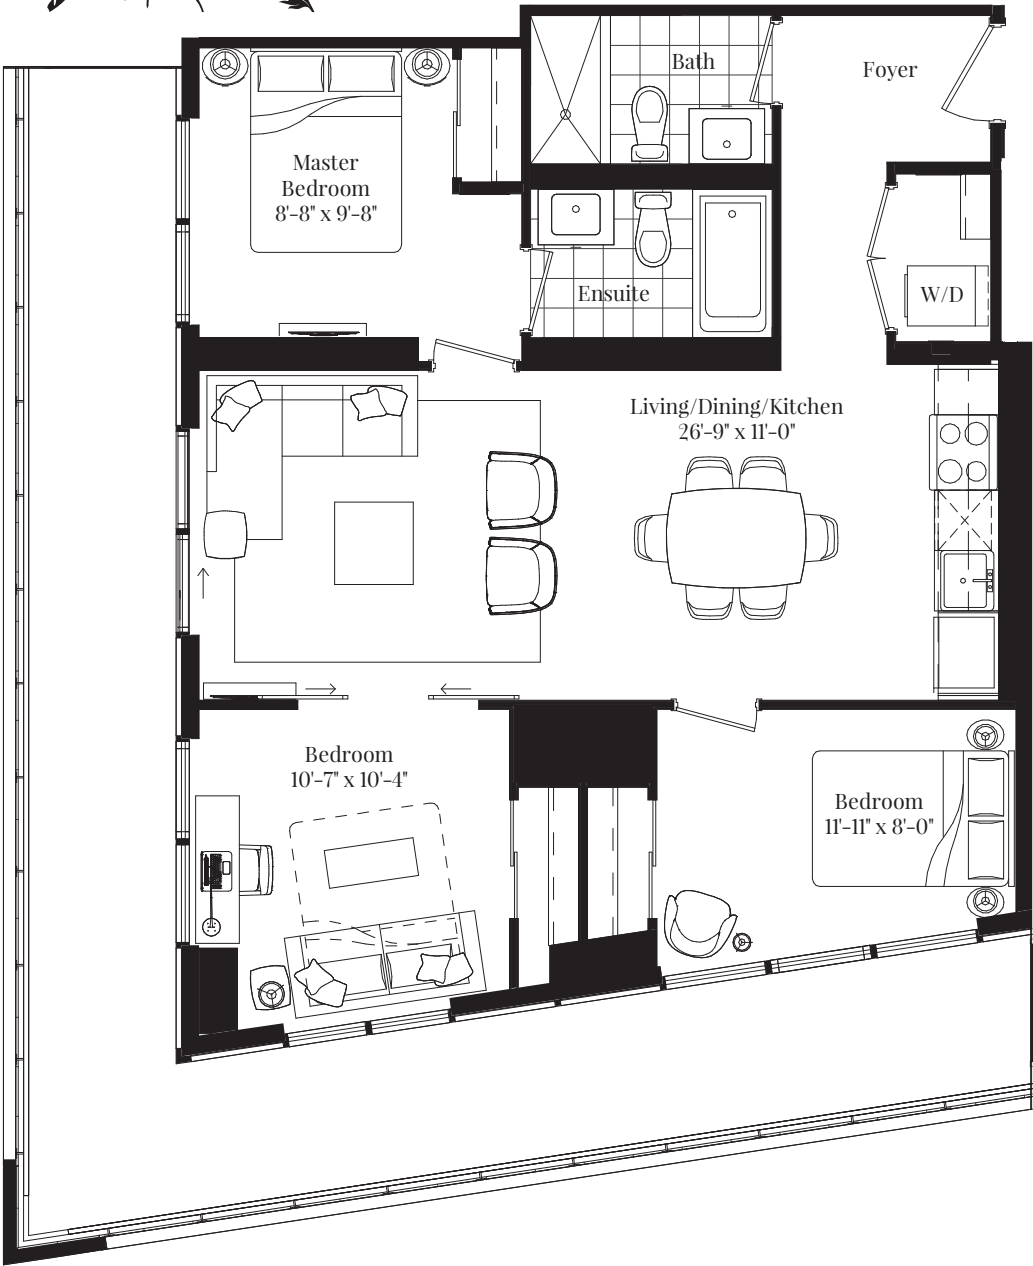 Bath
Foyer
Master
Bedroom
8'-8" x 9'-8"
Ensuite
W/D
Living/Dining/Kitchen
26'-9" x 11'-0"
Bedroom
10'-7" x 10'-4"
Bedroom
11'-11" x 8'-0"